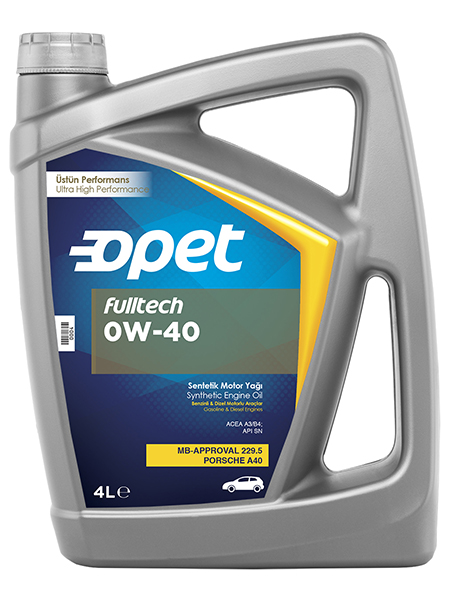 Üstün Performans
Ultra High Performance
opet
fulltech
0W-40
0004
Sentetik Motor Yağı
Synthetic Engine Oil
Benzinli & Dizel Motorlu Araçlar
Gasoline & Diesel Engines
ACEA A3/B4;
API SN
MB-APPROVAL 229.5
PORSCHE A40
4L e